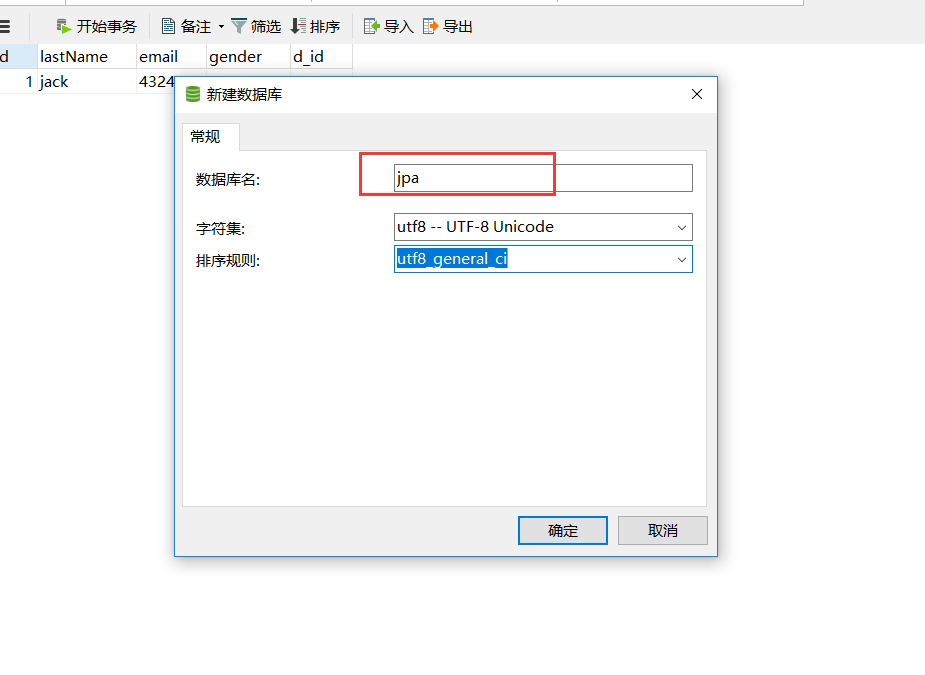 开始事务 备注 筛选 排序 导入 导出
d lastName email gender d_id
1 jack 4324
新建数据库
常规
数据库名: jpa
字符集: utf8 -- UTF-8 Unicode
排序规则: utf8_general_ci
确定 取消